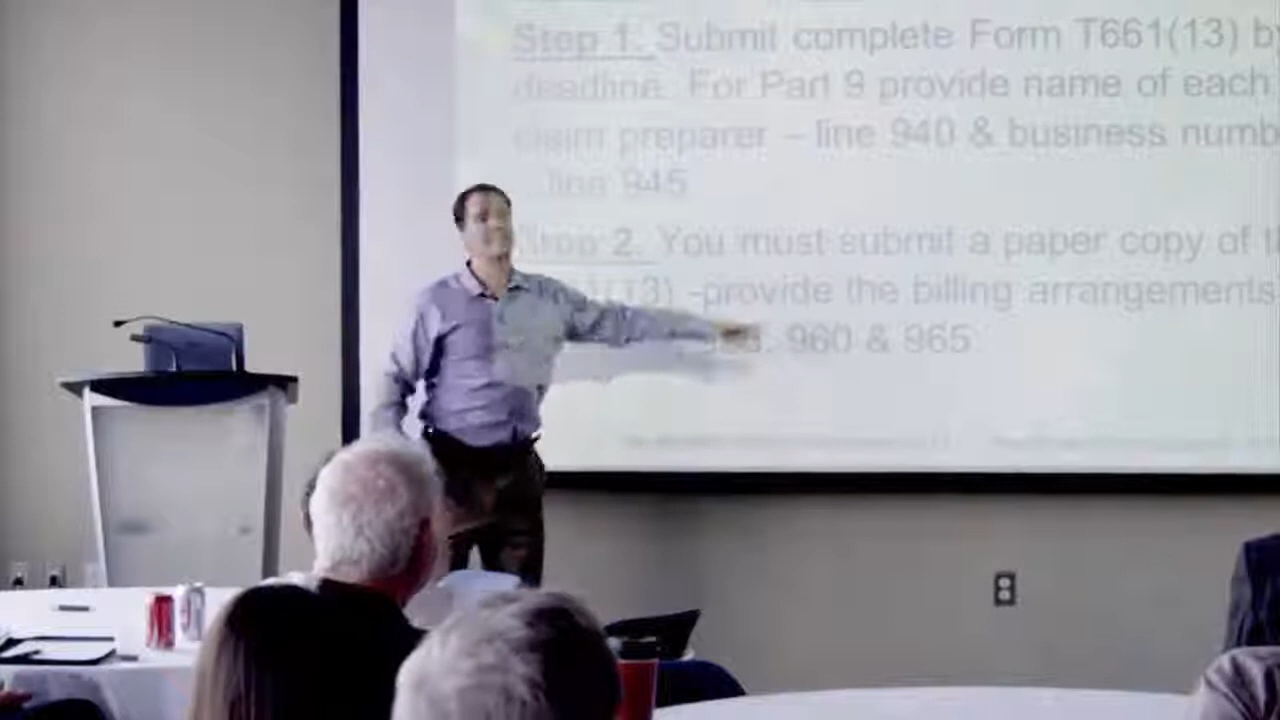 Step 1. Submit complete Form T661(13) by
deadline. For Part 9 provide name of each
claim preparer – line 940 & business numb
line 945
Step 2. You must submit a paper copy of
(13) -provide the billing arrangements
960 & 965